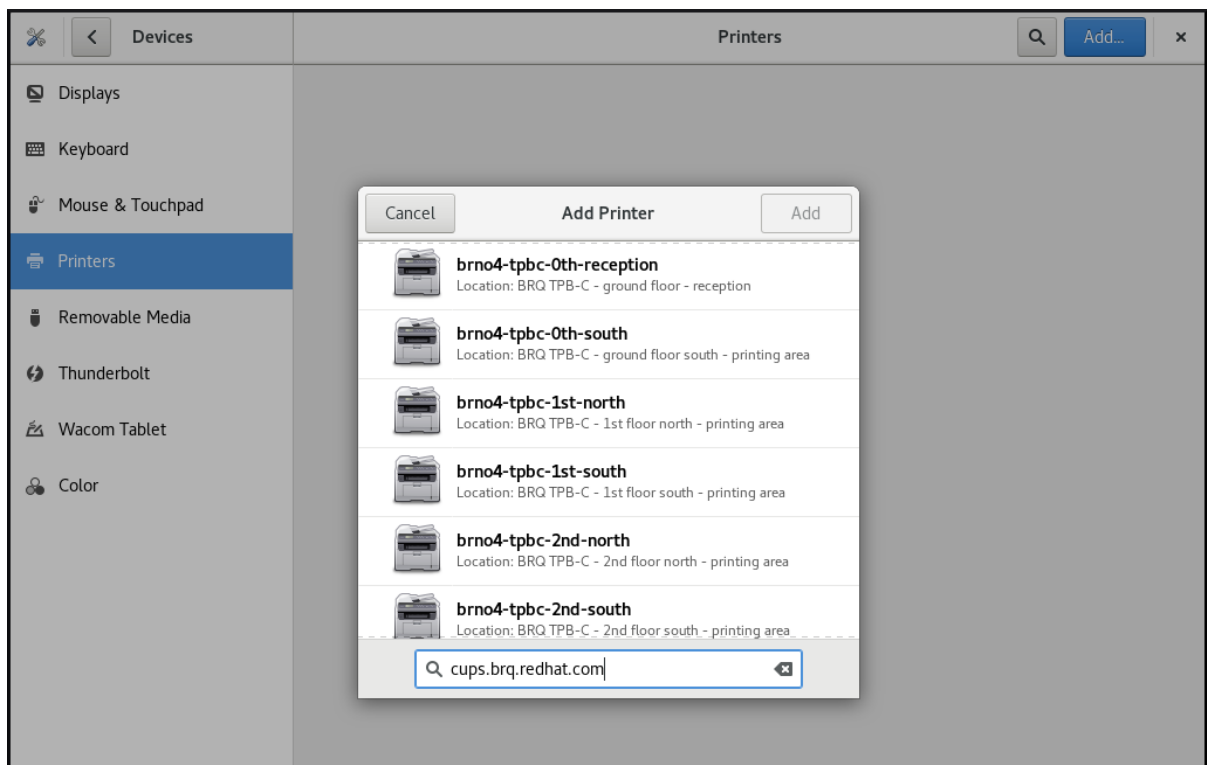 Devices
Printers
Add...
Displays
Keyboard
Mouse & Touchpad
Printers
Removable Media
Thunderbolt
Wacom Tablet
Color
Cancel
Add Printer
Add
brno4-tpbc-0th-reception
Location: BRQ TPB-C - ground floor - reception
brno4-tpbc-0th-south
Location: BRQ TPB-C - ground floor south - printing area
brno4-tpbc-1st-north
Location: BRQ TPB-C - 1st floor north - printing area
brno4-tpbc-1st-south
Location: BRQ TPB-C - 1st floor south - printing area
brno4-tpbc-2nd-north
Location: BRQ TPB-C - 2nd floor north - printing area
brno4-tpbc-2nd-south
Location: BRQ TPB-C - 2nd floor south - printing area
cups.brq.redhat.com